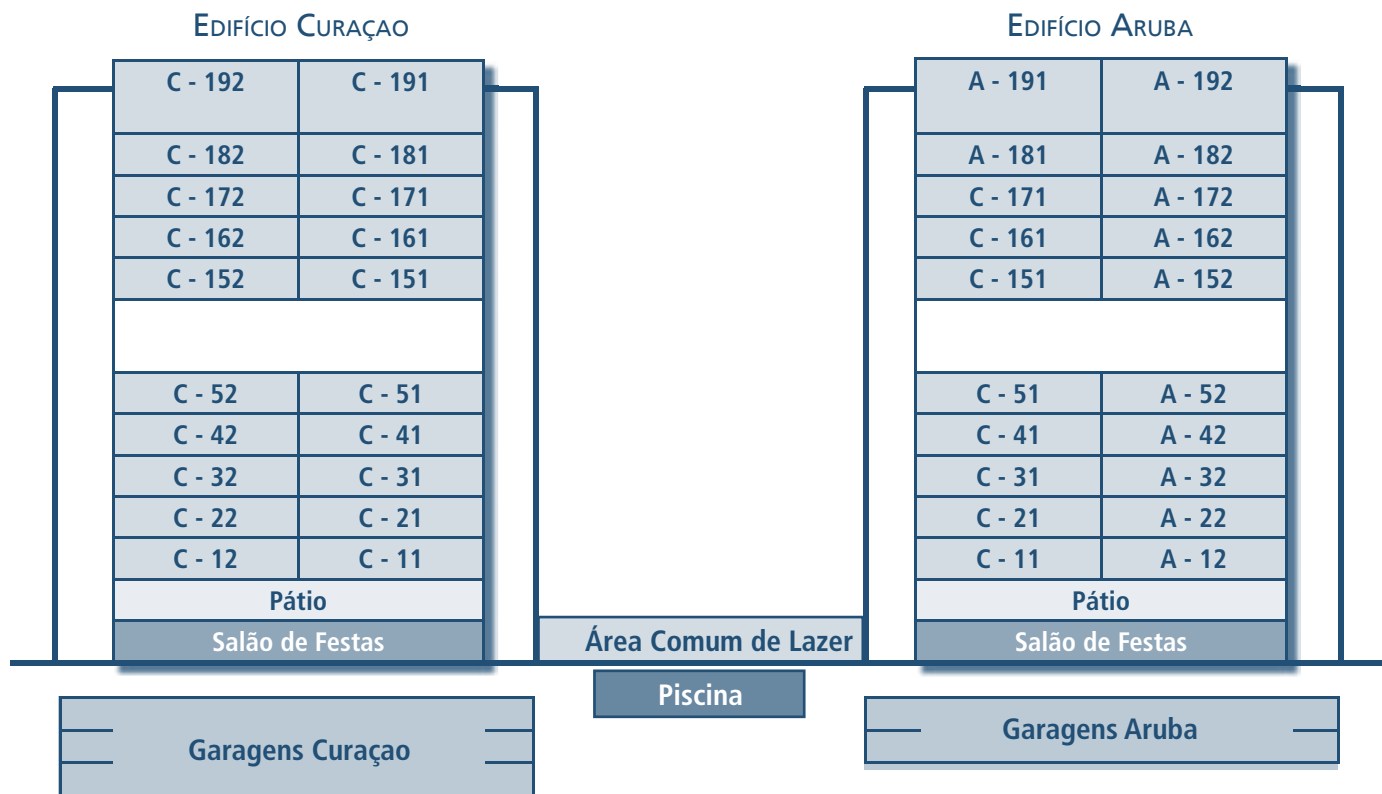 EDIFÍCIO CURAÇAO
C - 192 C - 191
C - 182 C - 181
C - 172 C - 171
C - 162 C - 161
C - 152 C - 151
C - 52 C - 51
C - 42 C - 41
C - 32 C - 31
C - 22 C - 21
C - 12 C - 11
Pátio
Salão de Festas
Garagens Curaçao
Área Comum de Lazer
Piscina
EDIFÍCIO ARUBA
A - 191 A - 192
A - 181 A - 182
C - 171 A - 172
C - 161 A - 162
C - 151 A - 152
C - 51 A - 52
C - 41 A - 42
C - 31 A - 32
C - 21 A - 22
C - 11 A - 12
Pátio
Salão de Festas
Garagens Aruba